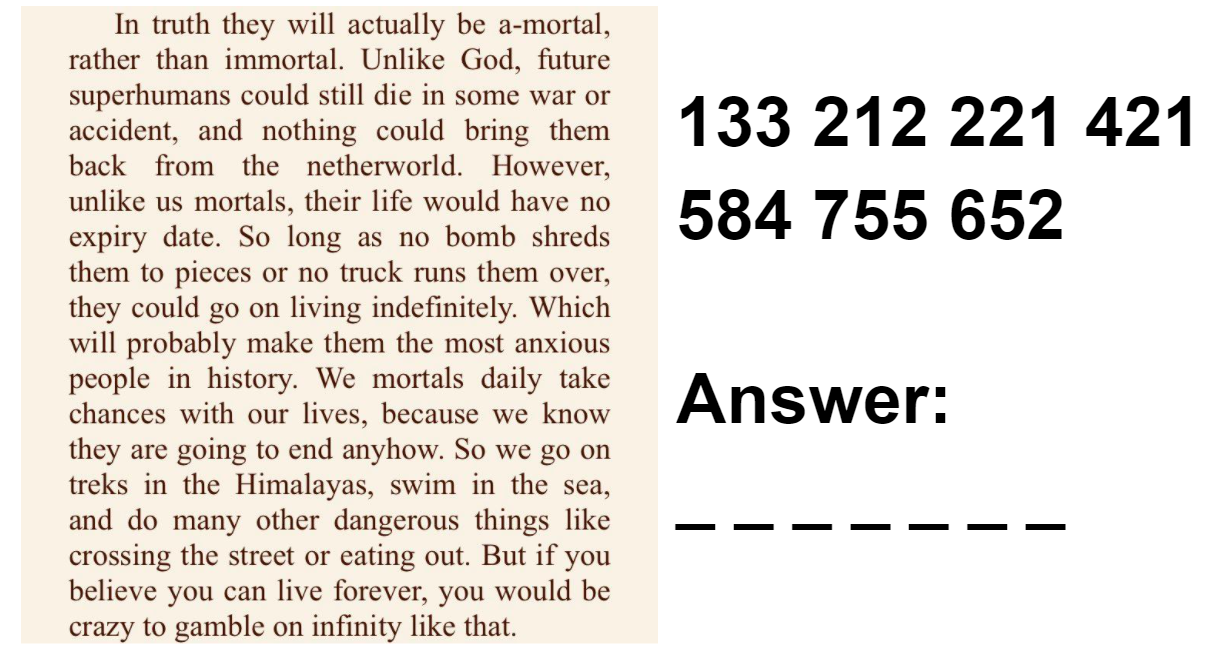 In truth they will actually be a-mortal,
rather than immortal. Unlike God, future
superhumans could still die in some war or
accident, and nothing could bring them
back from the netherworld. However,
unlike us mortals, their life would have no
expiry date. So long as no bomb shreds
them to pieces or no truck runs them over,
they could go on living indefinitely. Which
will probably make them the most anxious
people in history. We mortals daily take
chances with our lives, because we know
they are going to end anyhow. So we go on
treks in the Himalayas, swim in the sea,
and do many other dangerous things like
crossing the street or eating out. But if you
believe you can live forever, you would be
crazy to gamble on infinity like that.
133 212 221 421
584 755 652
Answer:
_ _ _ _ _ _ _